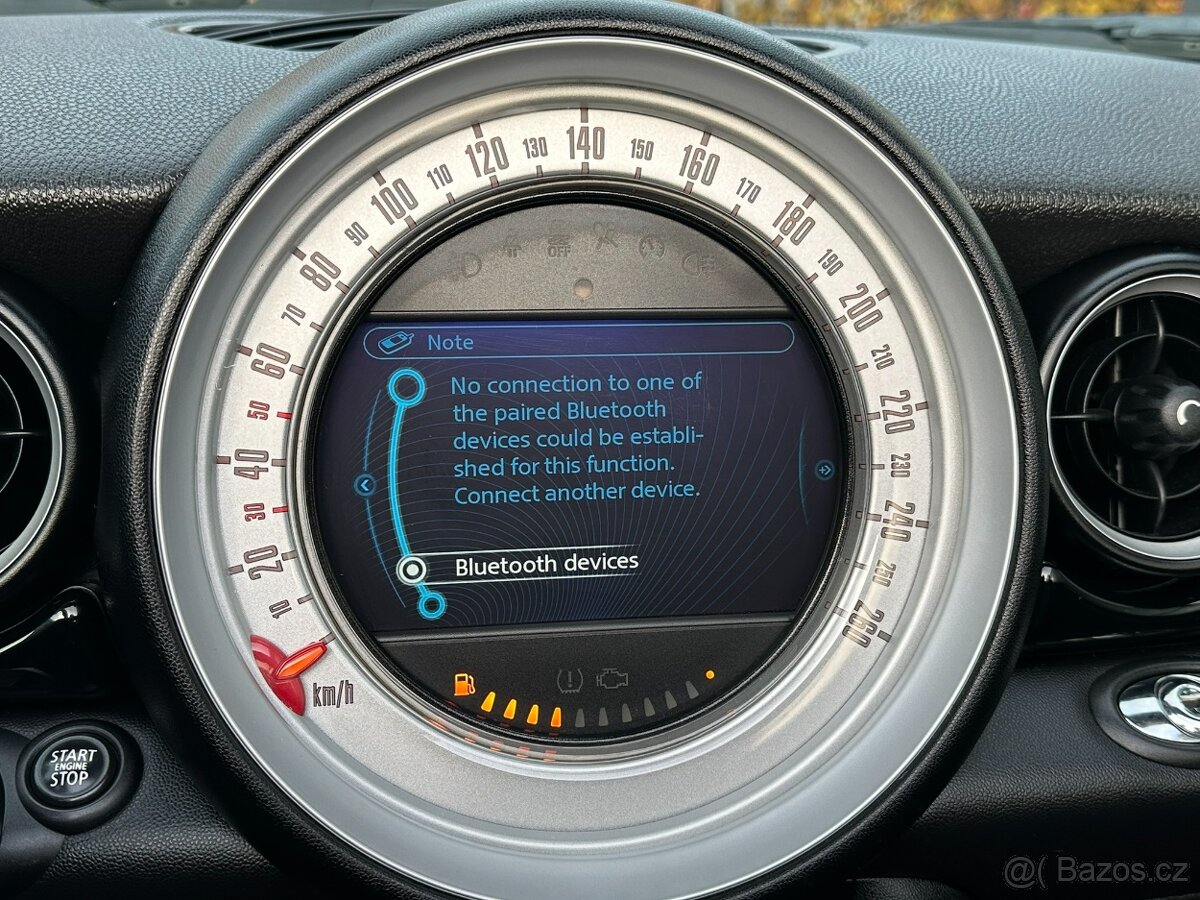 10
20
30
40
50
60
70
80
90
100
110
120
130
140
150
160
170
180
190
200
210
220
230
240
250
260
km/h
OFF
Note
No connection to one of
the paired Bluetooth
devices could be establi-
shed for this function.
Connect another device.
Bluetooth devices
START
ENGINE
STOP
@( Bazos.cz